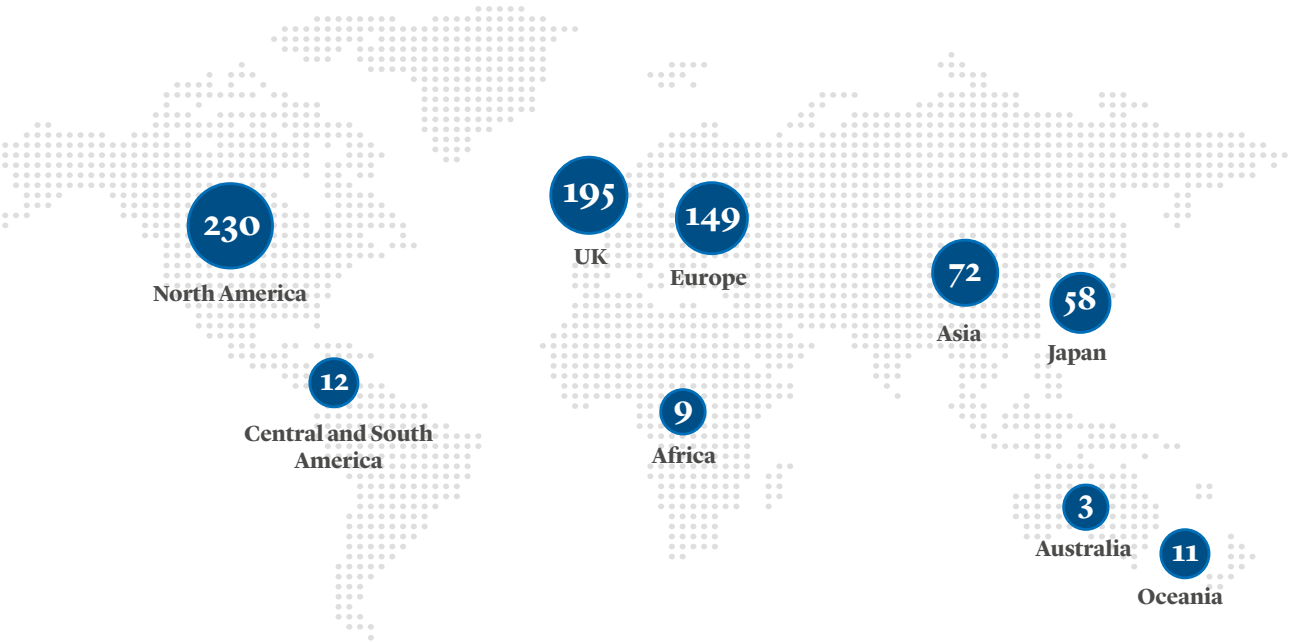 230
North America
195
UK
149
Europe
72
Asia
58
Japan
12
Central and South
America
9
Africa
3
Australia
11
Oceania